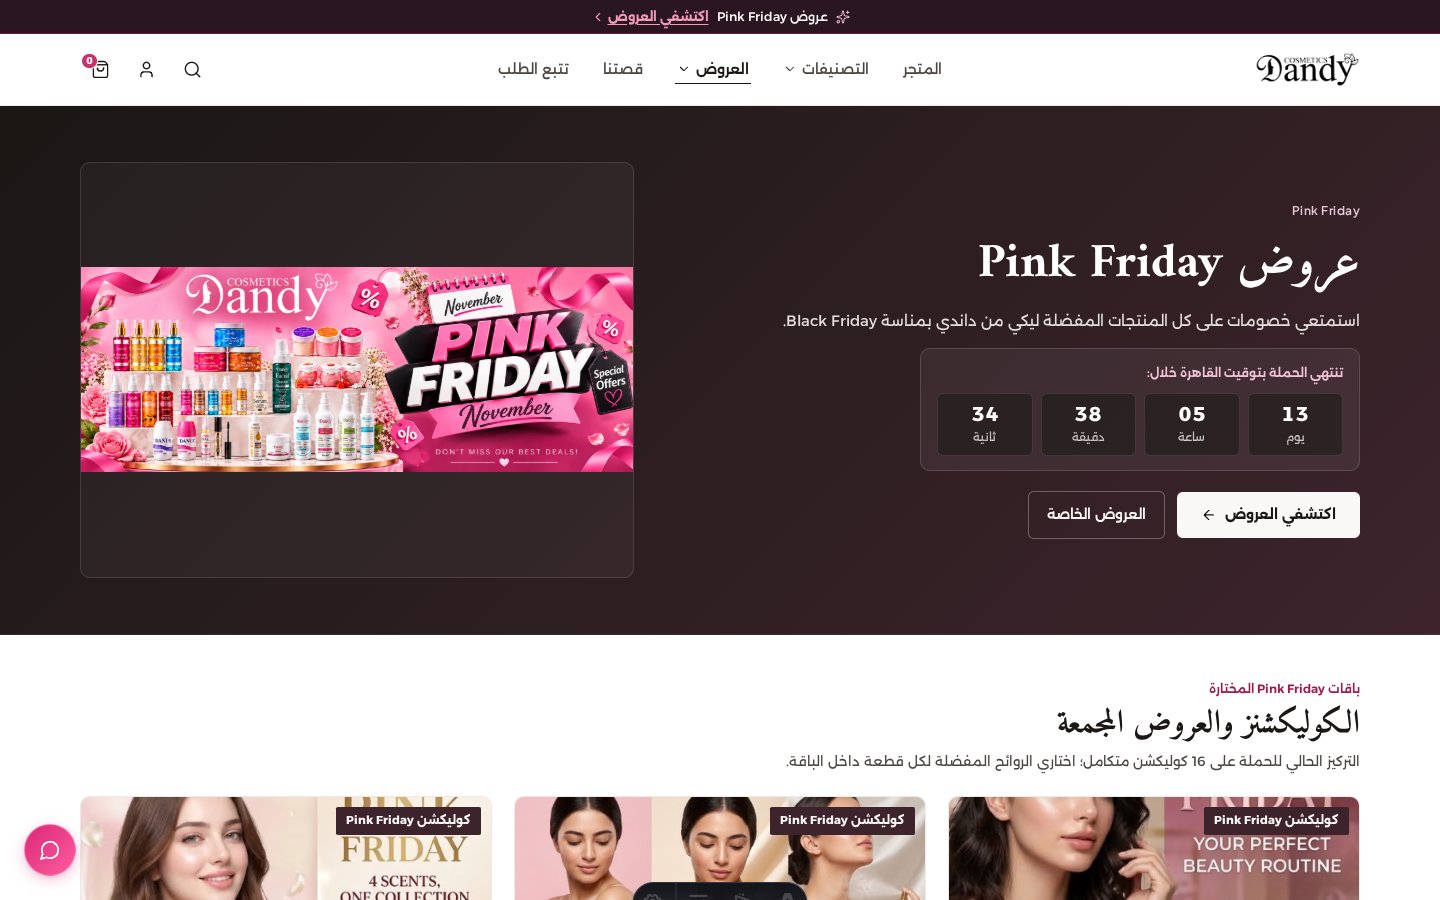 عروض Pink Friday اكتشفي العروض
Dandy
COSMETICS
المتجر
التصنيفات
العروض
قصتنا
تتبع الطلب
0
Pink Friday
عروض Pink Friday
استمتعي خصومات على كل المنتجات المفضلة ليكي من داندي بمناسة Black Friday.
تنتهي الحملة بتوقيت القاهرة خلال:
13 يوم
05 ساعة
38 دقيقة
34 ثانية
اكتشفي العروض
العروض الخاصة
COSMETICS
Dandy
November
PINK
FRIDAY
November
Special
Offers
%
%
%
DON'T MISS OUR BEST DEALS!
باقات Pink Friday المختارة
الكوليكشنز والعروض المجمعة
التركيز الحالي للحملة على 16 كوليكشن متكامل؛ اختاري الروائح المفضلة لكل قطعة داخل الباقة.
كوليكشن Pink Friday
FRIDAY
YOUR PERFECT
BEAUTY ROUTINE
كوليكشن Pink Friday
كوليكشن Pink Friday
PINK
FRIDAY
4 SCENTS,
ONE COLLECTION